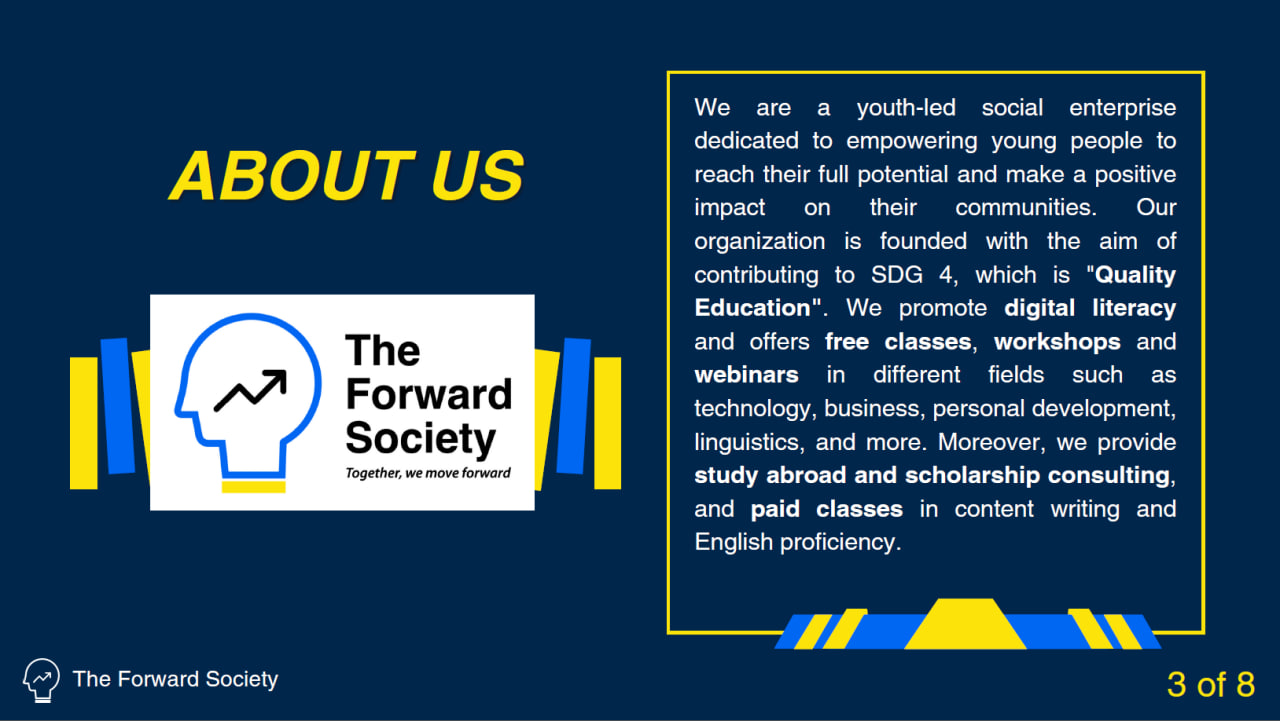 ABOUT US
The
Forward
Society
Together, we move forward
We are a youth-led social enterprise
dedicated to empowering young people to
reach their full potential and make a positive
impact on their communities. Our
organization is founded with the aim of
contributing to SDG 4, which is "Quality
Education". We promote digital literacy
and offers free classes, workshops and
webinars in different fields such as
technology, business, personal development,
linguistics, and more. Moreover, we provide
study abroad and scholarship consulting,
and paid classes in content writing and
English proficiency.
The Forward Society
3 of 8